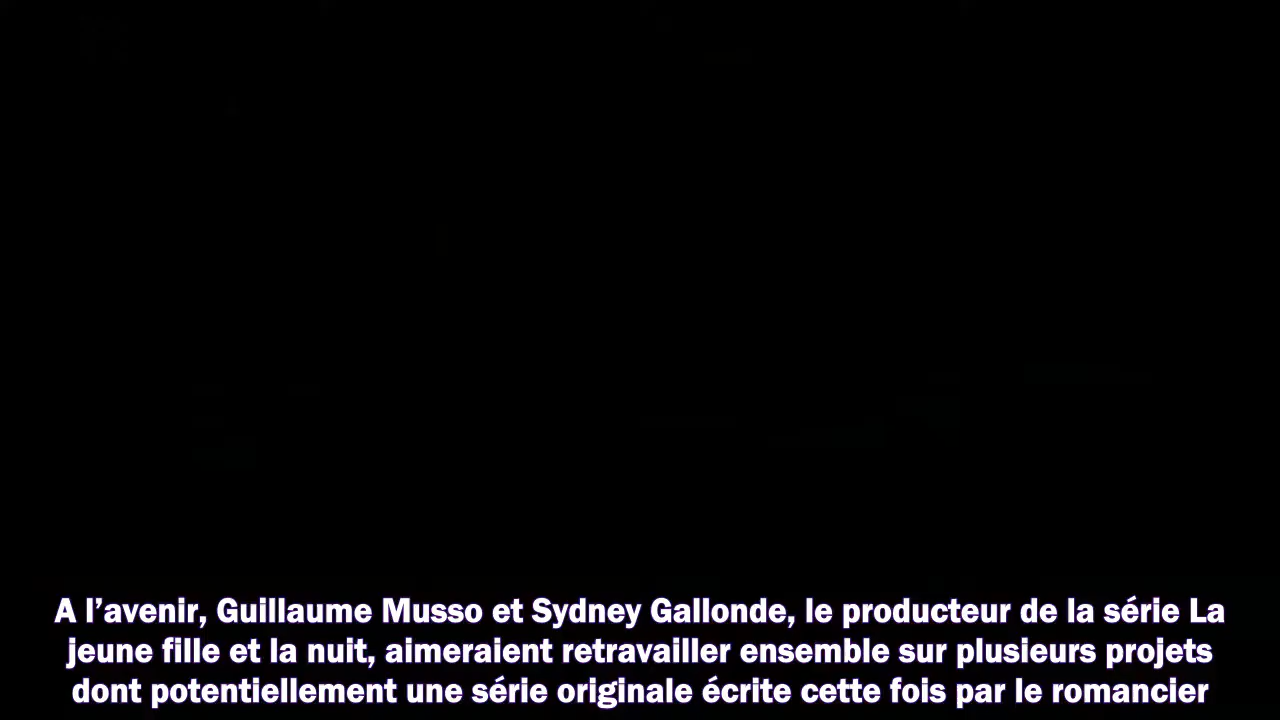 A l’avenir, Guillaume Musso et Sydney Gallonde, le producteur de la série La
jeune fille et la nuit, aimeraient retravailler ensemble sur plusieurs projets
dont potentiellement une série originale écrite cette fois par le romancier